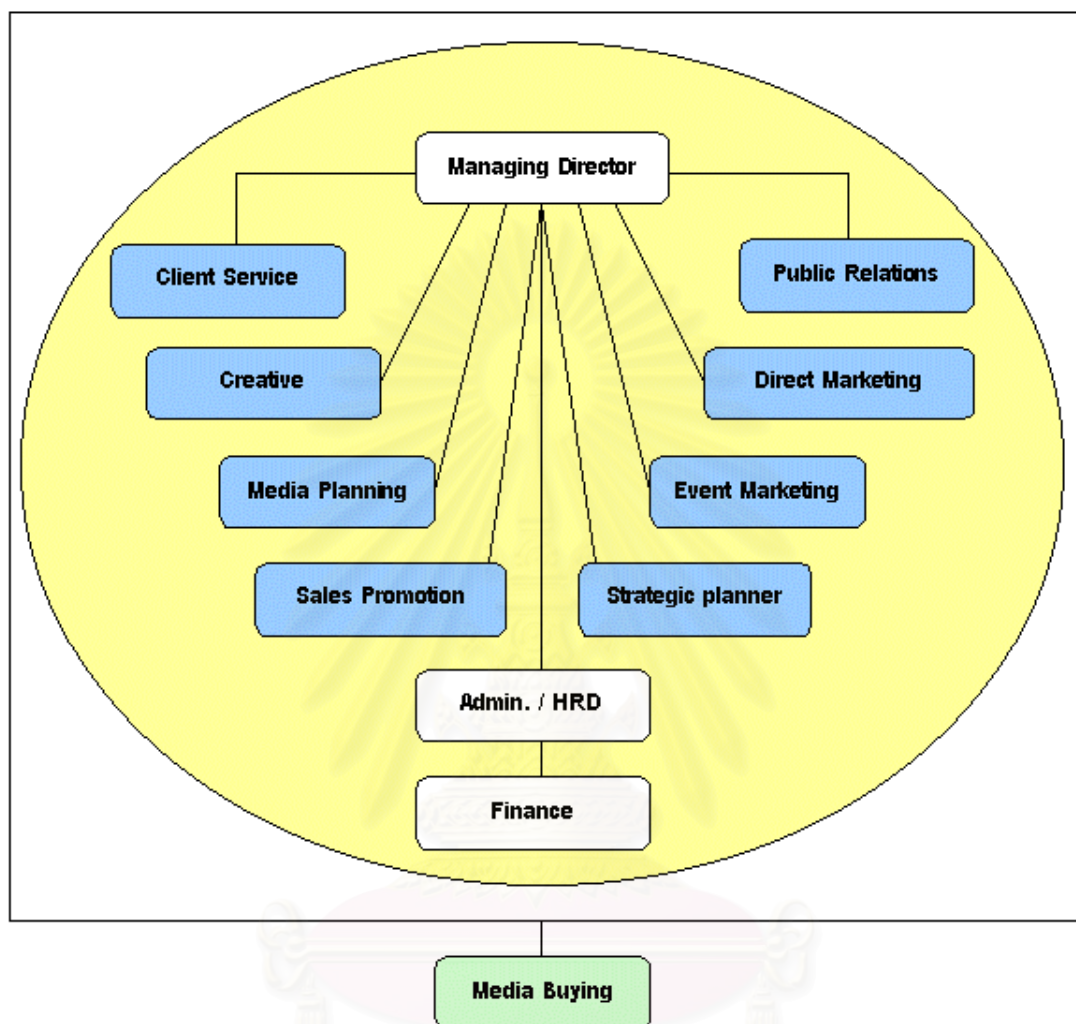 Managing Director
Client Service
Public Relations
Creative
Direct Marketing
Media Planning
Event Marketing
Sales Promotion
Strategic planner
Admin. / HRD
Finance
Media Buying